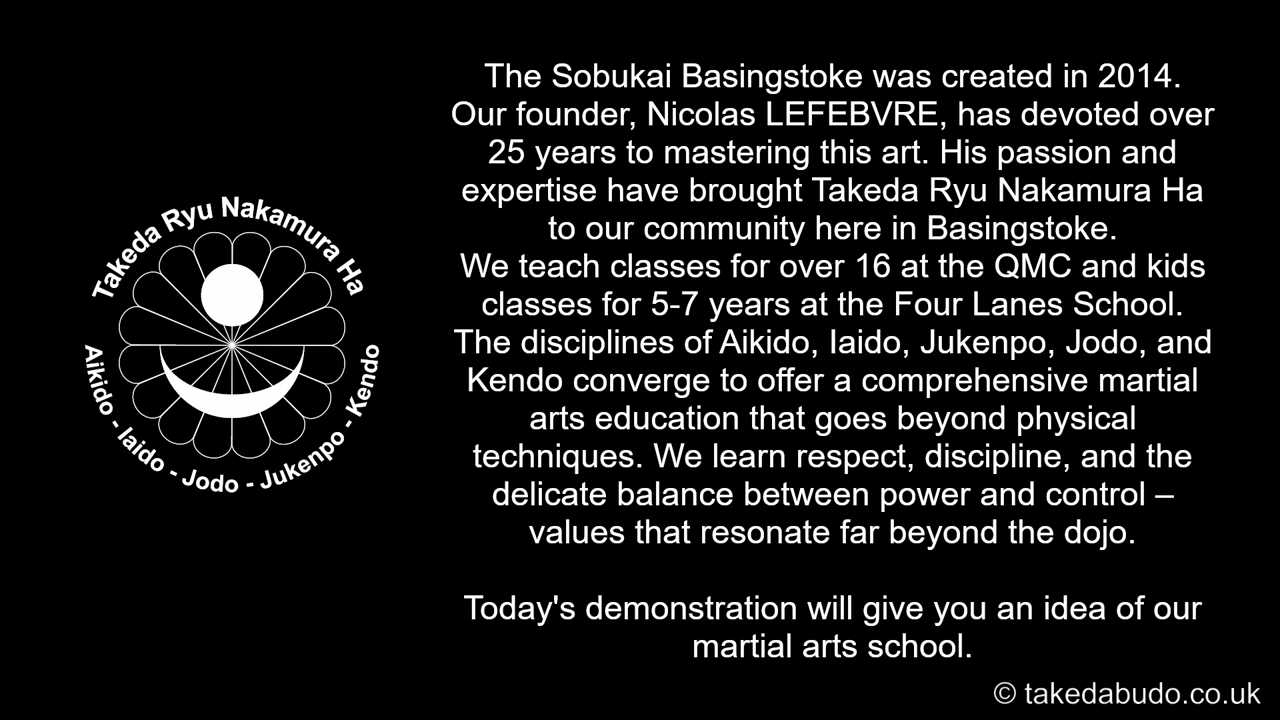 Takeda Ryu Nakamura Ha
Aikido - Iaido - Jodo - Jukenpo - Kendo
The Sobukai Basingstoke was created in 2014.
Our founder, Nicolas LEFEBVRE, has devoted over
25 years to mastering this art. His passion and
expertise have brought Takeda Ryu Nakamura Ha
to our community here in Basingstoke.
We teach classes for over 16 at the QMC and kids
classes for 5-7 years at the Four Lanes School.
The disciplines of Aikido, Iaido, Jukenpo, Jodo, and
Kendo converge to offer a comprehensive martial
arts education that goes beyond physical
techniques. We learn respect, discipline, and the
delicate balance between power and control –
values that resonate far beyond the dojo.
Today's demonstration will give you an idea of our
martial arts school.
© takedabudo.co.uk